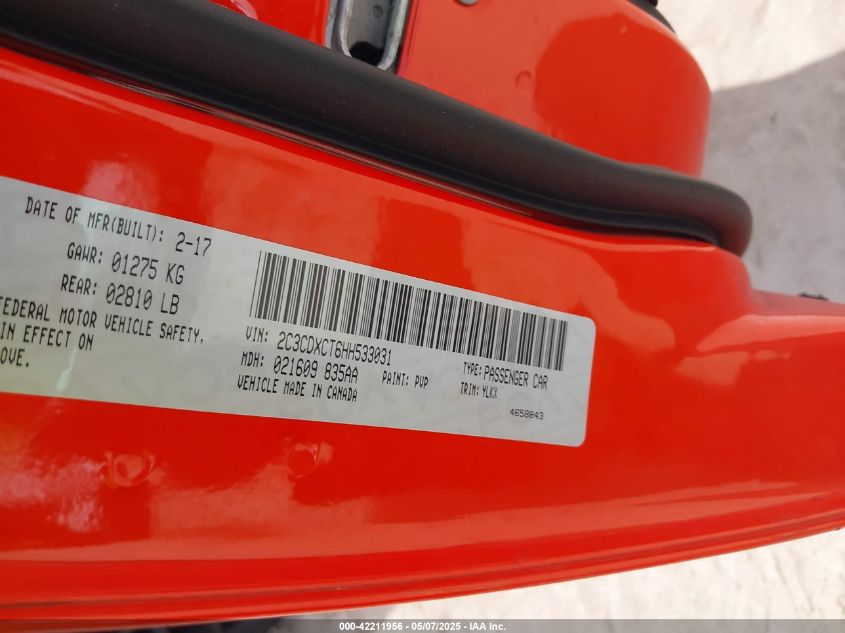 DATE OF MFR(BUILT): 2-17
GAWR: 01275 KG
REAR: 02810 LB
FEDERAL MOTOR VEHICLE SAFETY,
IN EFFECT ON
OVE.
VIN: 2C3CDXCT6HH533031
MDH: 021609 835AA
PAINT: PVP
VEHICLE MADE IN CANADA
TYPE: PASSENGER CAR
TRIM: YLKX
4658843
000-42211956 — 05/07/2025 — IAA Inc.